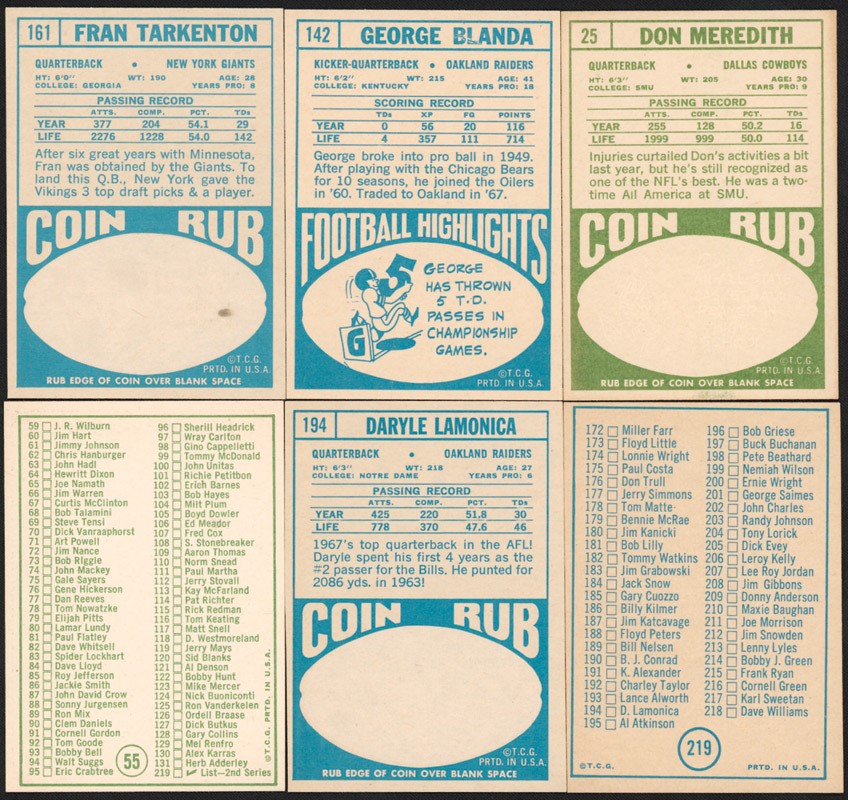 161 FRAN TARKENTON
QUARTERBACK • NEW YORK GIANTS
HT: 6'0" WT: 190 AGE: 28
COLLEGE: GEORGIA YEARS PRO: 8
PASSING RECORD
ATTS. COMP. PCT. TDs
YEAR 377 204 54.1 29
LIFE 2276 1228 54.0 142
After six great years with Minnesota,
Fran was obtained by the Giants. To
land this Q.B., New York gave the
Vikings 3 top draft picks & a player.
COIN RUB
©T.C.G.
PRTD. IN U.S.A.
RUB EDGE OF COIN OVER BLANK SPACE
142 GEORGE BLANDA
KICKER-QUARTERBACK • OAKLAND RAIDERS
HT: 6'2" WT: 215 AGE: 41
COLLEGE: KENTUCKY YEARS PRO: 18
SCORING RECORD
TDs XP FG POINTS
YEAR 0 56 20 116
LIFE 4 357 111 714
George broke into pro ball in 1949.
After playing with the Chicago Bears
for 10 seasons, he joined the Oilers
in '60. Traded to Oakland in '67.
FOOTBALL HIGHLIGHTS
5
G
GEORGE
HAS THROWN
5 T.D.
PASSES IN
CHAMPIONSHIP
GAMES.
©T.C.G.
PRTD. IN U.S.A.
25 DON MEREDITH
QUARTERBACK • DALLAS COWBOYS
HT: 6'3" WT: 205 AGE: 30
COLLEGE: SMU YEARS PRO: 9
PASSING RECORD
ATTS. COMP. PCT. TDs
YEAR 255 128 50.2 16
LIFE 1999 999 50.0 114
Injuries curtailed Don's activities a bit
last year, but he's still recognized as
one of the NFL's best. He was a two-
time All America at SMU.
COIN RUB
©T.C.G.
PRTD. IN U.S.A.
RUB EDGE OF COIN OVER BLANK SPACE
59 J. R. Wilburn
60 Jim Hart
61 Jimmy Johnson
62 Chris Hanburger
63 John Hadl
64 Hewritt Dixon
65 Joe Namath
66 Jim Warren
67 Curtis McClinton
68 Bob Talamini
69 Steve Tensi
70 Dick Vanraaphorst
71 Art Powell
72 Jim Nance
73 Bob Riggle
74 John Mackey
75 Gale Sayers
76 Gene Hickerson
77 Dan Reeves
78 Tom Nowatzke
79 Elijah Pitts
80 Lamar Lundy
81 Paul Flatley
82 Dave Whitsell
83 Spider Lockhart
84 Dave Lloyd
85 Roy Jefferson
86 Jackie Smith
87 John David Crow
88 Sonny Jurgensen
89 Ron Mix
90 Clem Daniels
91 Cornell Gordon
92 Tom Goode
93 Bobby Bell
94 Walt Suggs
95 Eric Crabtree
55
96 Sherill Headrick
97 Wray Carlton
98 Gino Cappelletti
99 Tommy McDonald
100 John Unitas
101 Richie Petitbon
102 Erich Barnes
103 Bob Hayes
104 Milt Plum
105 Boyd Dowler
106 Ed Meador
107 Fred Cox
108 S. Stonebreaker
109 Aaron Thomas
110 Norm Snead
111 Paul Martha
112 Jerry Stovall
113 Kay McFarland
114 Pat Richter
115 Rick Redman
116 Tom Keating
117 Matt Snell
118 D. Westmoreland
119 Jerry Mays
120 Sid Blanks
121 Al Denson
122 Bobby Hunt
123 Mike Mercer
124 Nick Buoniconti
125 Ron Vanderkelen
126 Ordell Braase
127 Dick Butkus
128 Gary Collins
129 Mel Renfro
130 Alex Karras
131 Herb Adderley
219 ✓ List—2nd Series
©T.C.G. PRTD. IN U.S.A.
194 DARYLE LAMONICA
QUARTERBACK • OAKLAND RAIDERS
HT: 6'3" WT: 218 AGE: 27
COLLEGE: NOTRE DAME YEARS PRO: 6
PASSING RECORD
ATTS. COMP. PCT. TDs
YEAR 425 220 51.8 30
LIFE 778 370 47.6 46
1967's top quarterback in the AFL!
Daryle spent his first 4 years as the
#2 passer for the Bills. He punted for
2086 yds. in 1963!
COIN RUB
©T.C.G.
PRTD. IN U.S.A.
RUB EDGE OF COIN OVER BLANK SPACE
172 Miller Farr
173 Floyd Little
174 Lonnie Wright
175 Paul Costa
176 Don Trull
177 Jerry Simmons
178 Tom Matte
179 Bennie McRae
180 Jim Kanicki
181 Bob Lilly
182 Tommy Watkins
183 Jim Grabowski
184 Jack Snow
185 Gary Cuozzo
186 Billy Kilmer
187 Jim Katcavage
188 Floyd Peters
189 Bill Nelsen
190 B. J. Conrad
191 K. Alexander
192 Charley Taylor
193 Lance Alworth
194 D. Lamonica
195 Al Atkinson
196 Bob Griese
197 Buck Buchanan
198 Pete Beathard
199 Nemiah Wilson
200 Ernie Wright
201 George Saimes
202 John Charles
203 Randy Johnson
204 Tony Lorick
205 Dick Evey
206 Leroy Kelly
207 Lee Roy Jordan
208 Jim Gibbons
209 Donny Anderson
210 Maxie Baughan
211 Joe Morrison
212 Jim Snowden
213 Lenny Lyles
214 Bobby J. Green
215 Frank Ryan
216 Cornell Green
217 Karl Sweetan
218 Dave Williams
219
©T.C.G. PRTD. IN U.S.A.